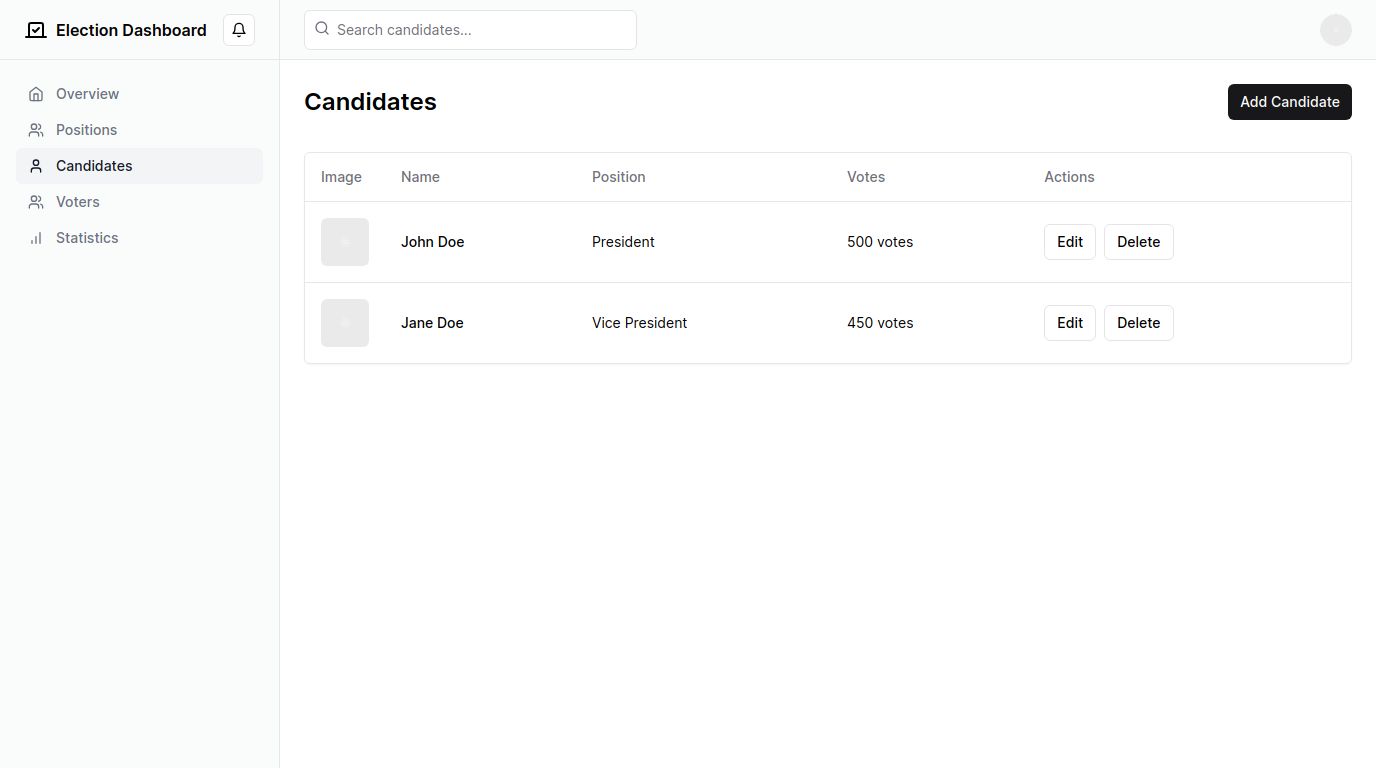 Election Dashboard
Search candidates...
Overview
Positions
Candidates
Voters
Statistics
Candidates
Add Candidate
Image Name Position Votes Actions
John Doe President 500 votes Edit Delete
Jane Doe Vice President 450 votes Edit Delete